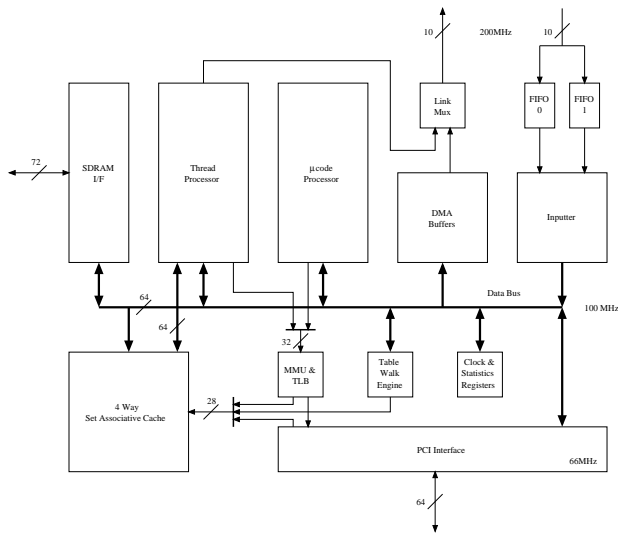 10
200MHz
10
Link
Mux
FIFO
0
FIFO
1
72
SDRAM
I/F
Thread
Processor
µcode
Processor
DMA
Buffers
Inputter
64
Data Bus
100 MHz
64
32
4 Way
Set Associative Cache
28
MMU &
TLB
Table
Walk
Engine
Clock &
Statistics
Registers
PCI Interface
66MHz
64